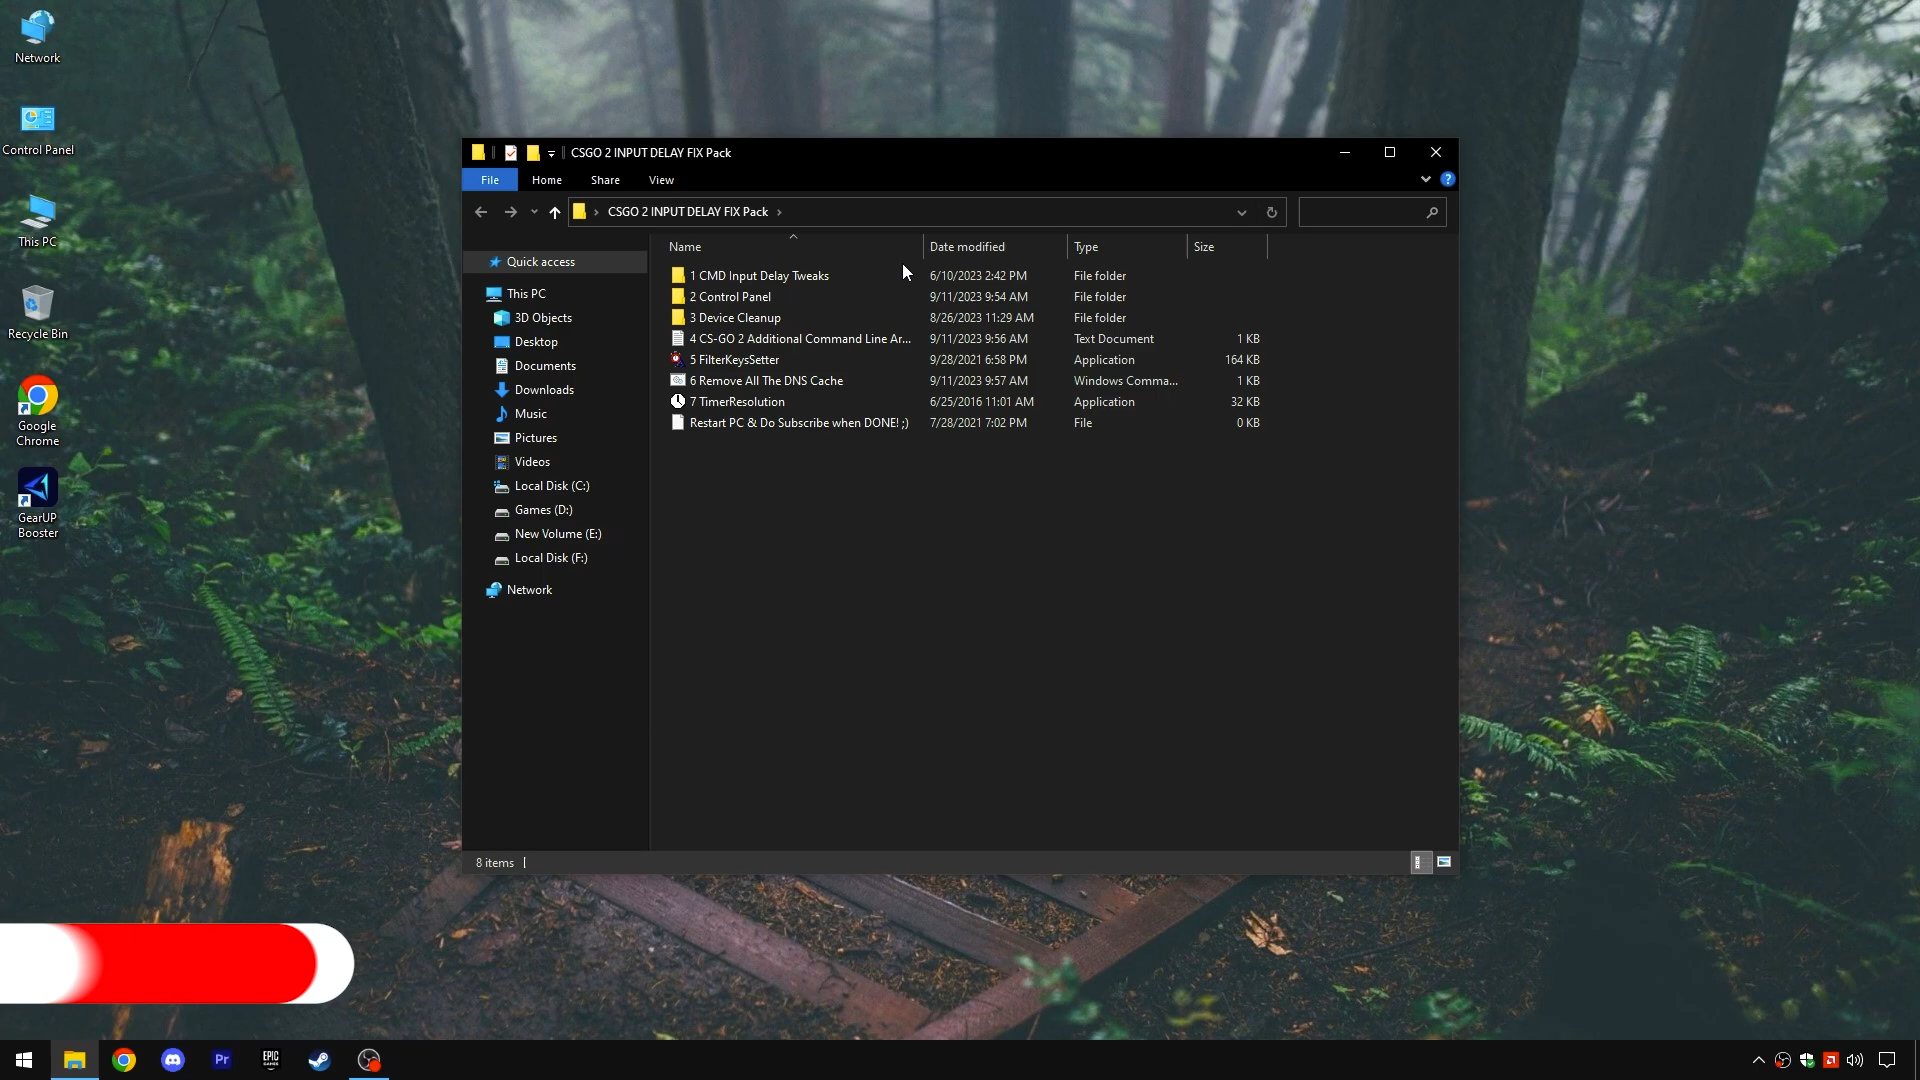 Network
Control Panel
This PC
Recycle Bin
Google
Chrome
GearUP
Booster
CSGO 2 INPUT DELAY FIX Pack
File Home Share View
CSGO 2 INPUT DELAY FIX Pack
Quick access
This PC
3D Objects
Desktop
Documents
Downloads
Music
Pictures
Videos
Local Disk (C:)
Games (D:)
New Volume (E:)
Local Disk (F:)
Network
Name Date modified Type Size
1 CMD Input Delay Tweaks 6/10/2023 2:42 PM File folder
2 Control Panel 9/11/2023 9:54 AM File folder
3 Device Cleanup 8/26/2023 11:29 AM File folder
4 CS-GO 2 Additional Command Line Ar... 9/11/2023 9:56 AM Text Document 1 KB
5 FilterKeysSetter 9/28/2021 6:58 PM Application 164 KB
6 Remove All The DNS Cache 9/11/2023 9:57 AM Windows Comma... 1 KB
7 TimerResolution 6/25/2016 11:01 AM Application 32 KB
Restart PC & Do Subscribe when DONE! ;) 7/28/2021 7:02 PM File 0 KB
8 items
Pr
EPIC
GAMES